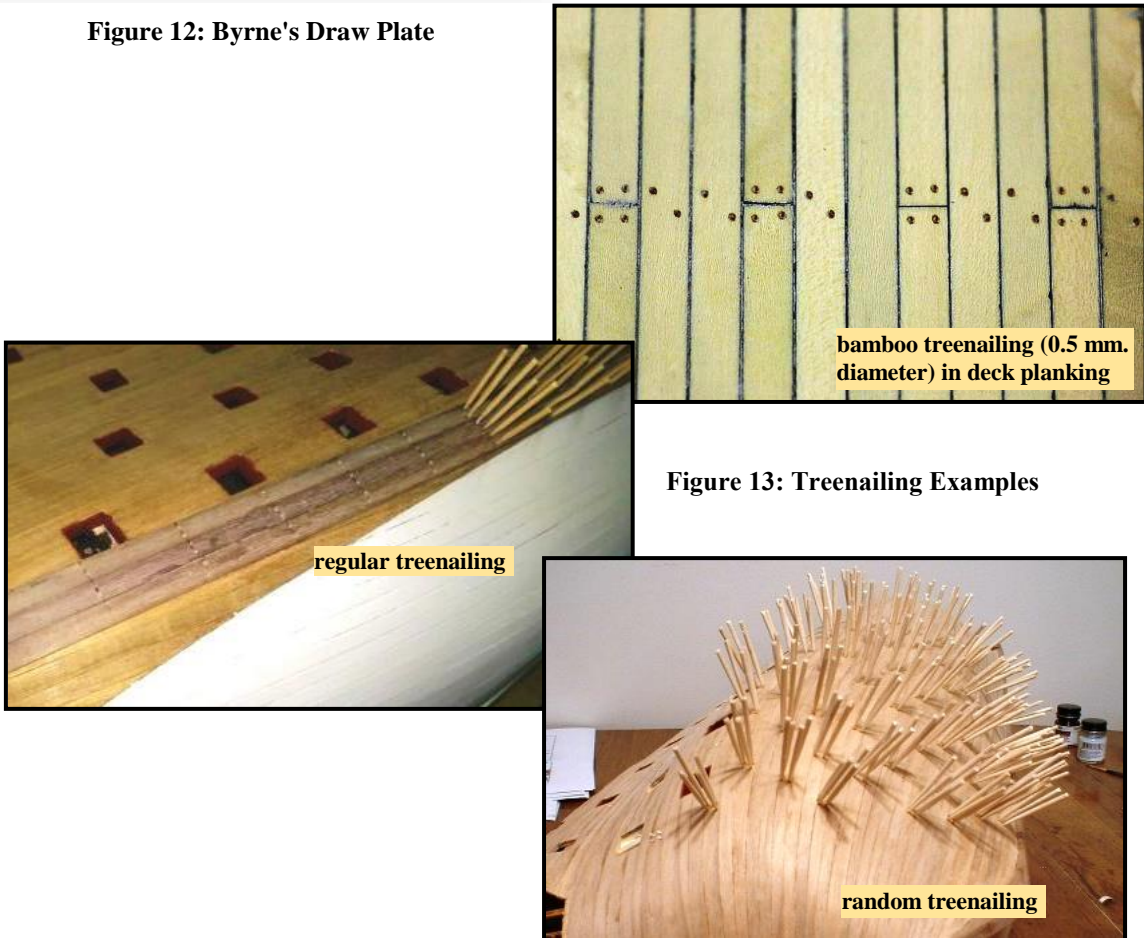 Figure 12: Byrne's Draw Plate
bamboo treenailing (0.5 mm.
diameter) in deck planking
Figure 13: Treenailing Examples
regular treenailing
random treenailing